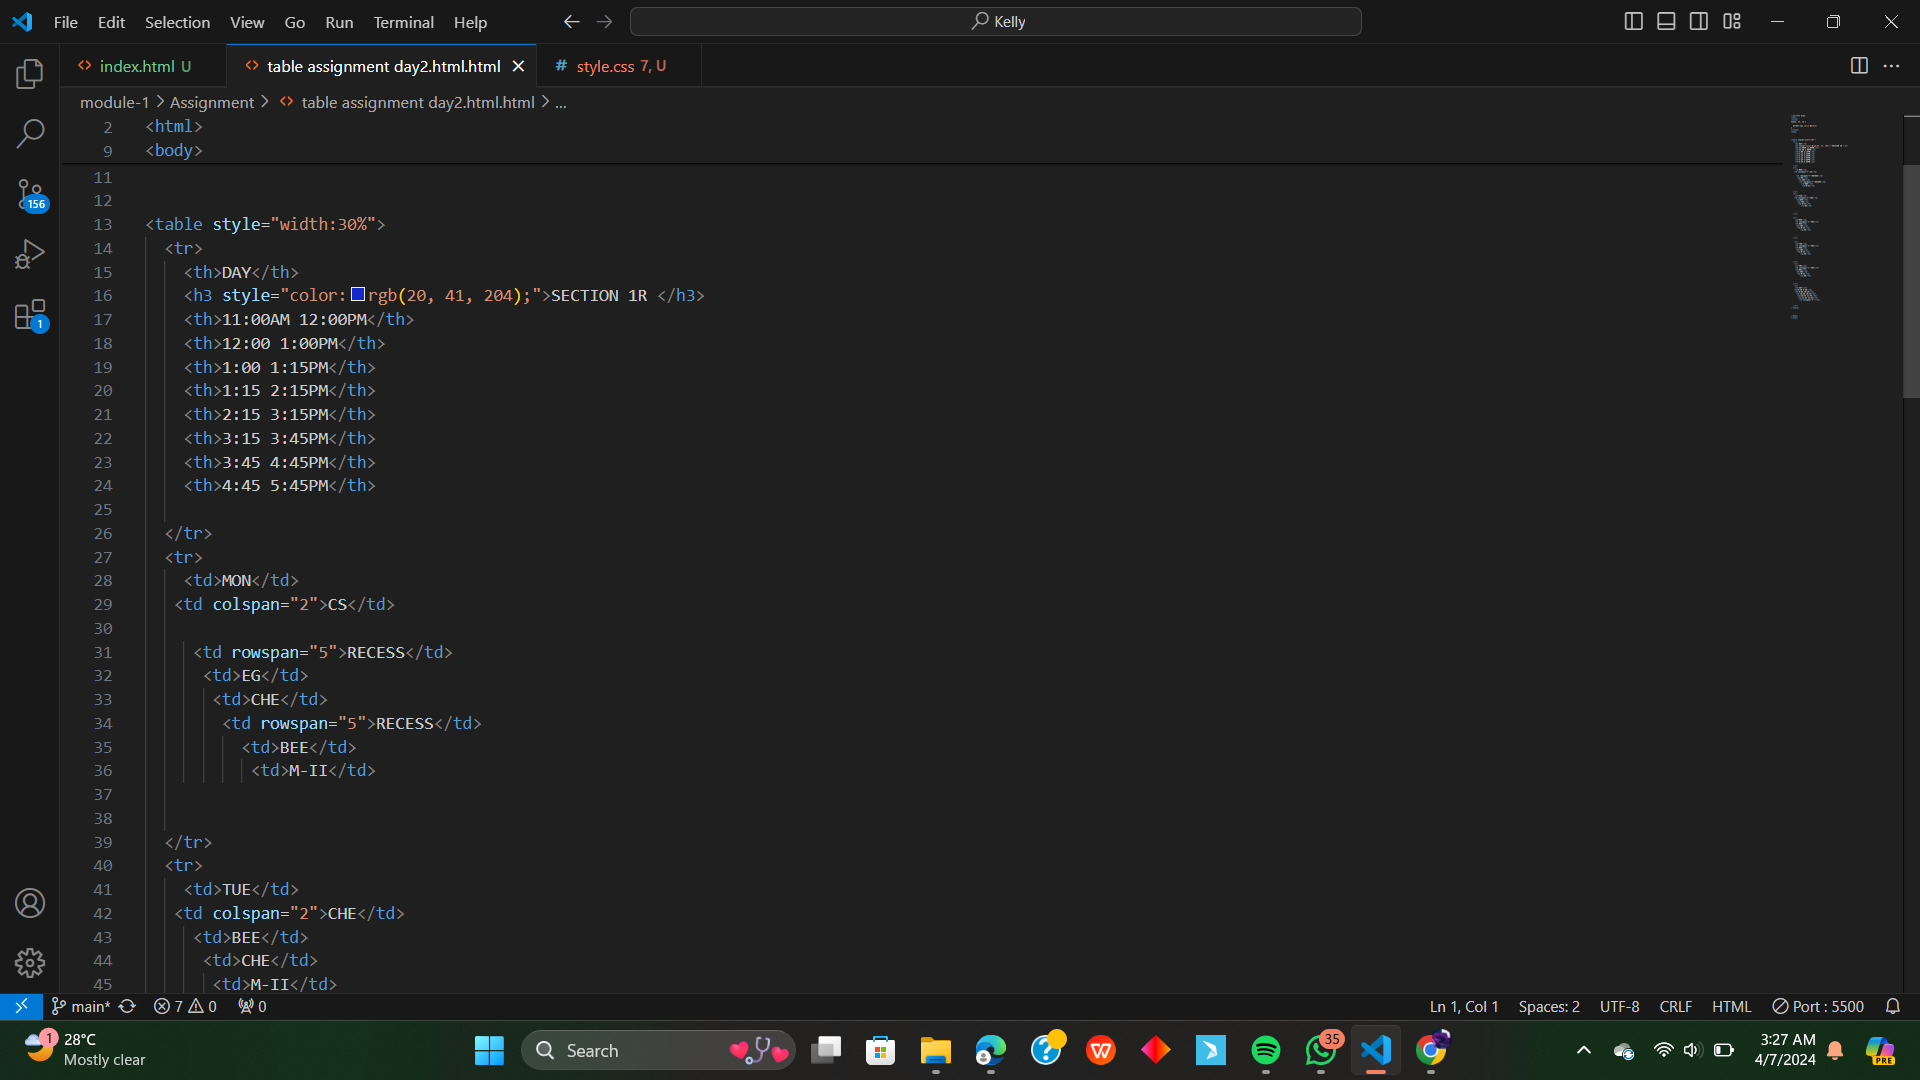 File Edit Selection View Go Run Terminal Help
Kelly
index.html U
table assignment day2.html.html
style.css 7, U
module-1 > Assignment > table assignment day2.html.html > ...
2 <html>
9 <body>
11
12
13 <table style="width:30%">
14 <tr>
15 <th>DAY</th>
16 <h3 style="color: rgb(20, 41, 204);">SECTION 1R </h3>
17 <th>11:00AM 12:00PM</th>
18 <th>12:00 1:00PM</th>
19 <th>1:00 1:15PM</th>
20 <th>1:15 2:15PM</th>
21 <th>2:15 3:15PM</th>
22 <th>3:15 3:45PM</th>
23 <th>3:45 4:45PM</th>
24 <th>4:45 5:45PM</th>
25
26 </tr>
27 <tr>
28 <td>MON</td>
29 <td colspan="2">CS</td>
30
31 <td rowspan="5">RECESS</td>
32 <td>EG</td>
33 <td>CHE</td>
34 <td rowspan="5">RECESS</td>
35 <td>BEE</td>
36 <td>M-II</td>
37
38
39 </tr>
40 <tr>
41 <td>TUE</td>
42 <td colspan="2">CHE</td>
43 <td>BEE</td>
44 <td>CHE</td>
45 <td>M-II</td>
156
1
main* 7 0 0
Ln 1, Col 1 Spaces: 2 UTF-8 CRLF HTML Port : 5500
1
28°C
Mostly clear
Search
35
3:27 AM
4/7/2024
PRE